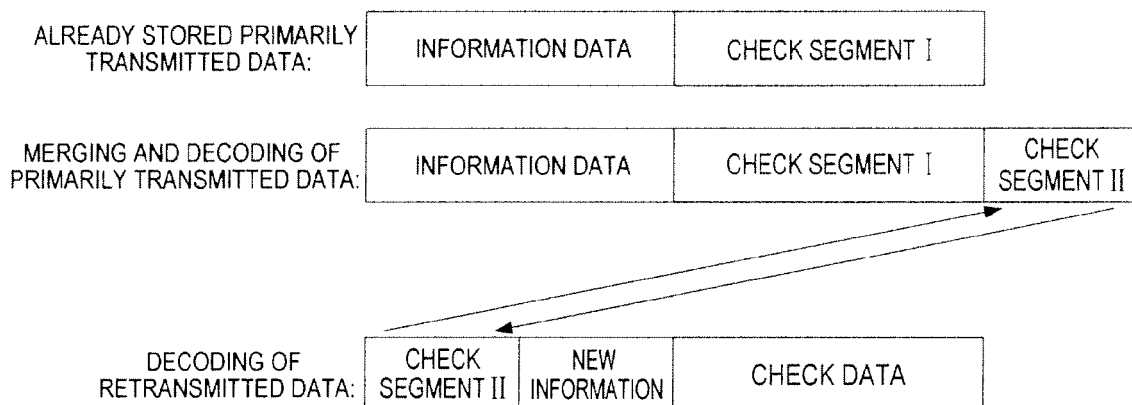 ALREADY STORED PRIMARILY
TRANSMITTED DATA:
INFORMATION DATA
CHECK SEGMENT I
MERGING AND DECODING OF
PRIMARILY TRANSMITTED DATA:
INFORMATION DATA
CHECK SEGMENT I
CHECK
SEGMENT II
DECODING OF
RETRANSMITTED DATA:
CHECK
SEGMENT II
NEW
INFORMATION
CHECK DATA